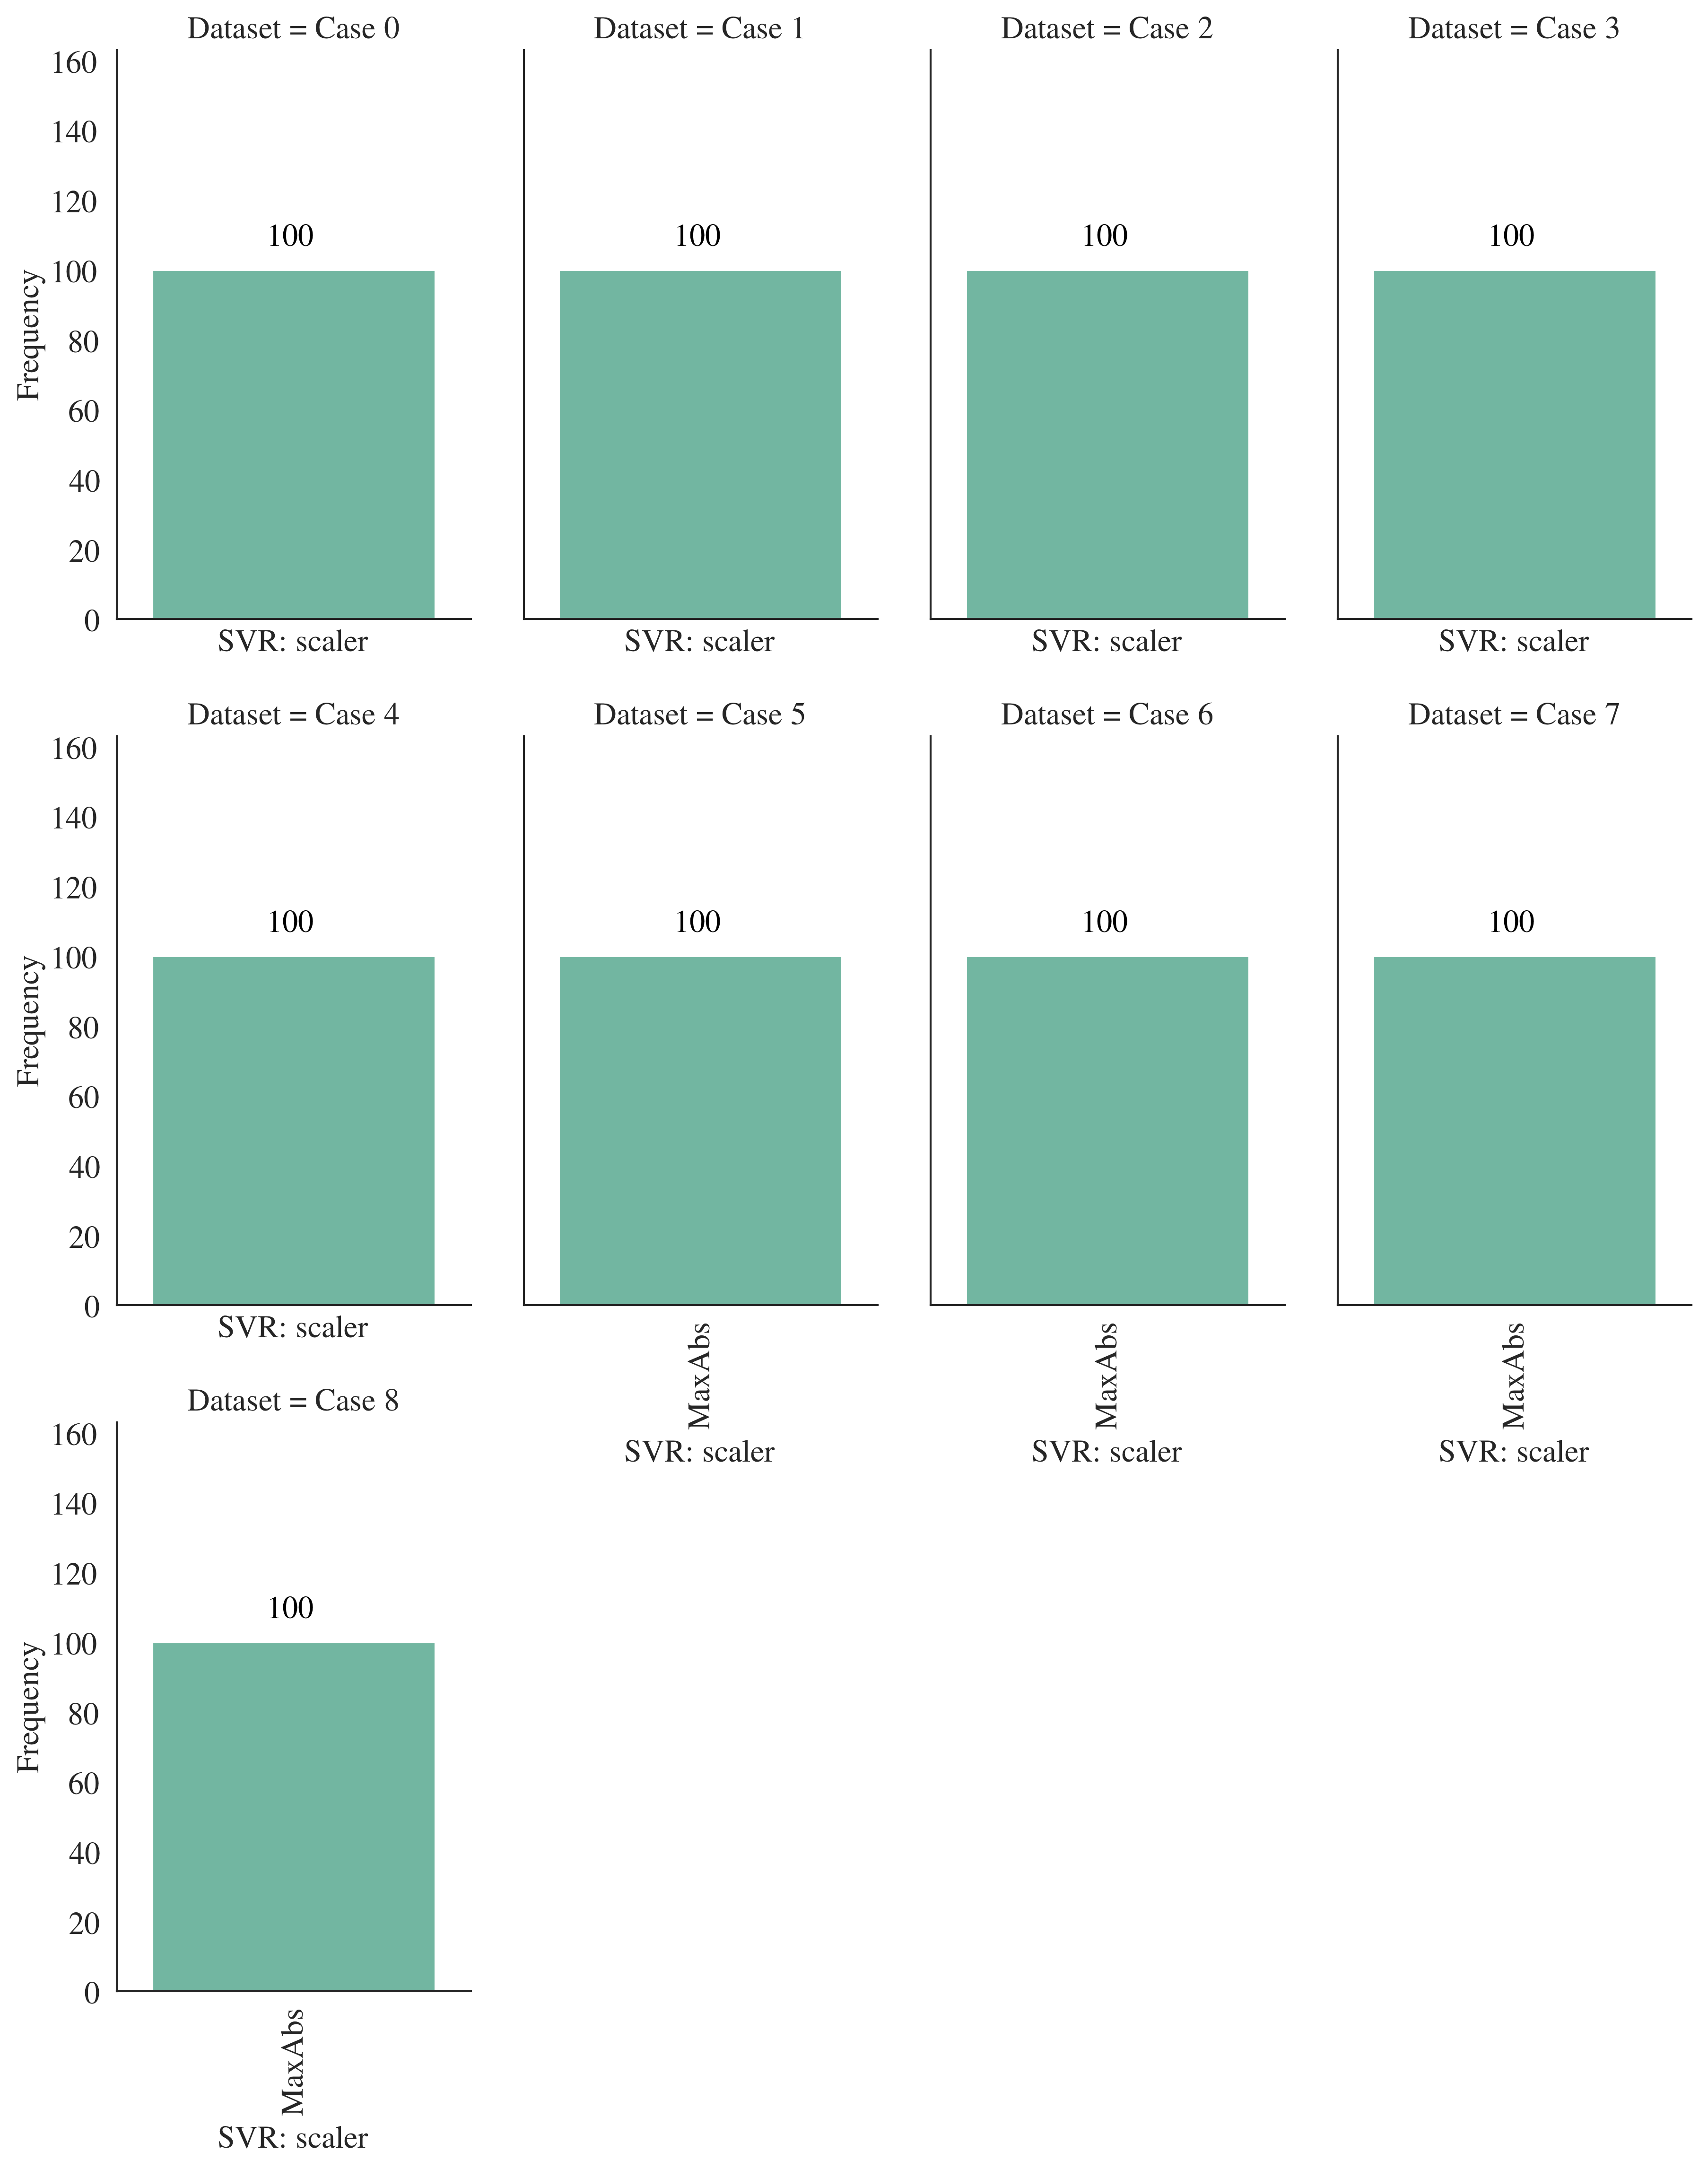 Dataset = Case 0
Dataset = Case 1
Dataset = Case 2
Dataset = Case 3
160
140
120
100
80
60
40
20
0
Frequency
100
100
100
100
SVR: scaler
SVR: scaler
SVR: scaler
SVR: scaler
Dataset = Case 4
Dataset = Case 5
Dataset = Case 6
Dataset = Case 7
160
140
120
100
80
60
40
20
0
Frequency
100
100
100
100
SVR: scaler
MaxAbs
MaxAbs
MaxAbs
SVR: scaler
SVR: scaler
SVR: scaler
Dataset = Case 8
160
140
120
100
80
60
40
20
0
Frequency
100
MaxAbs
SVR: scaler